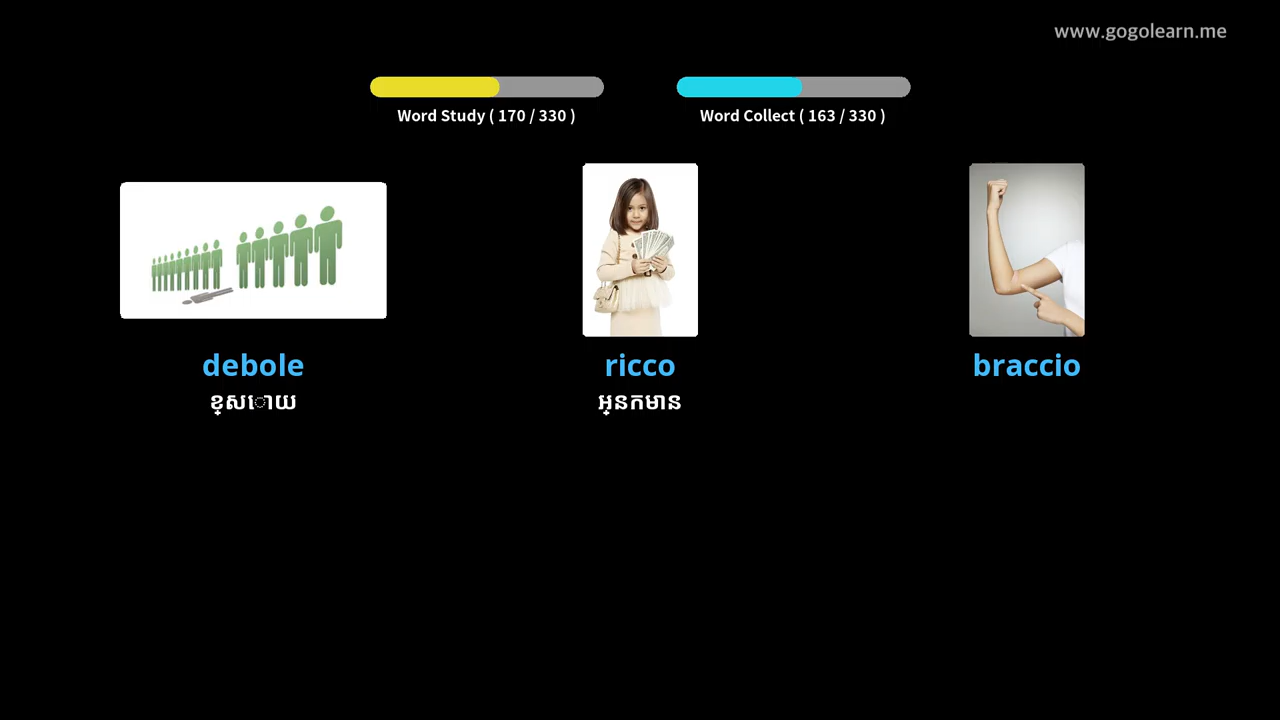 www.gogolearn.me
Word Study ( 170 / 330 )
Word Collect ( 163 / 330 )
debole
ricco
braccio
ខ្សោយ
អ្នកមាន